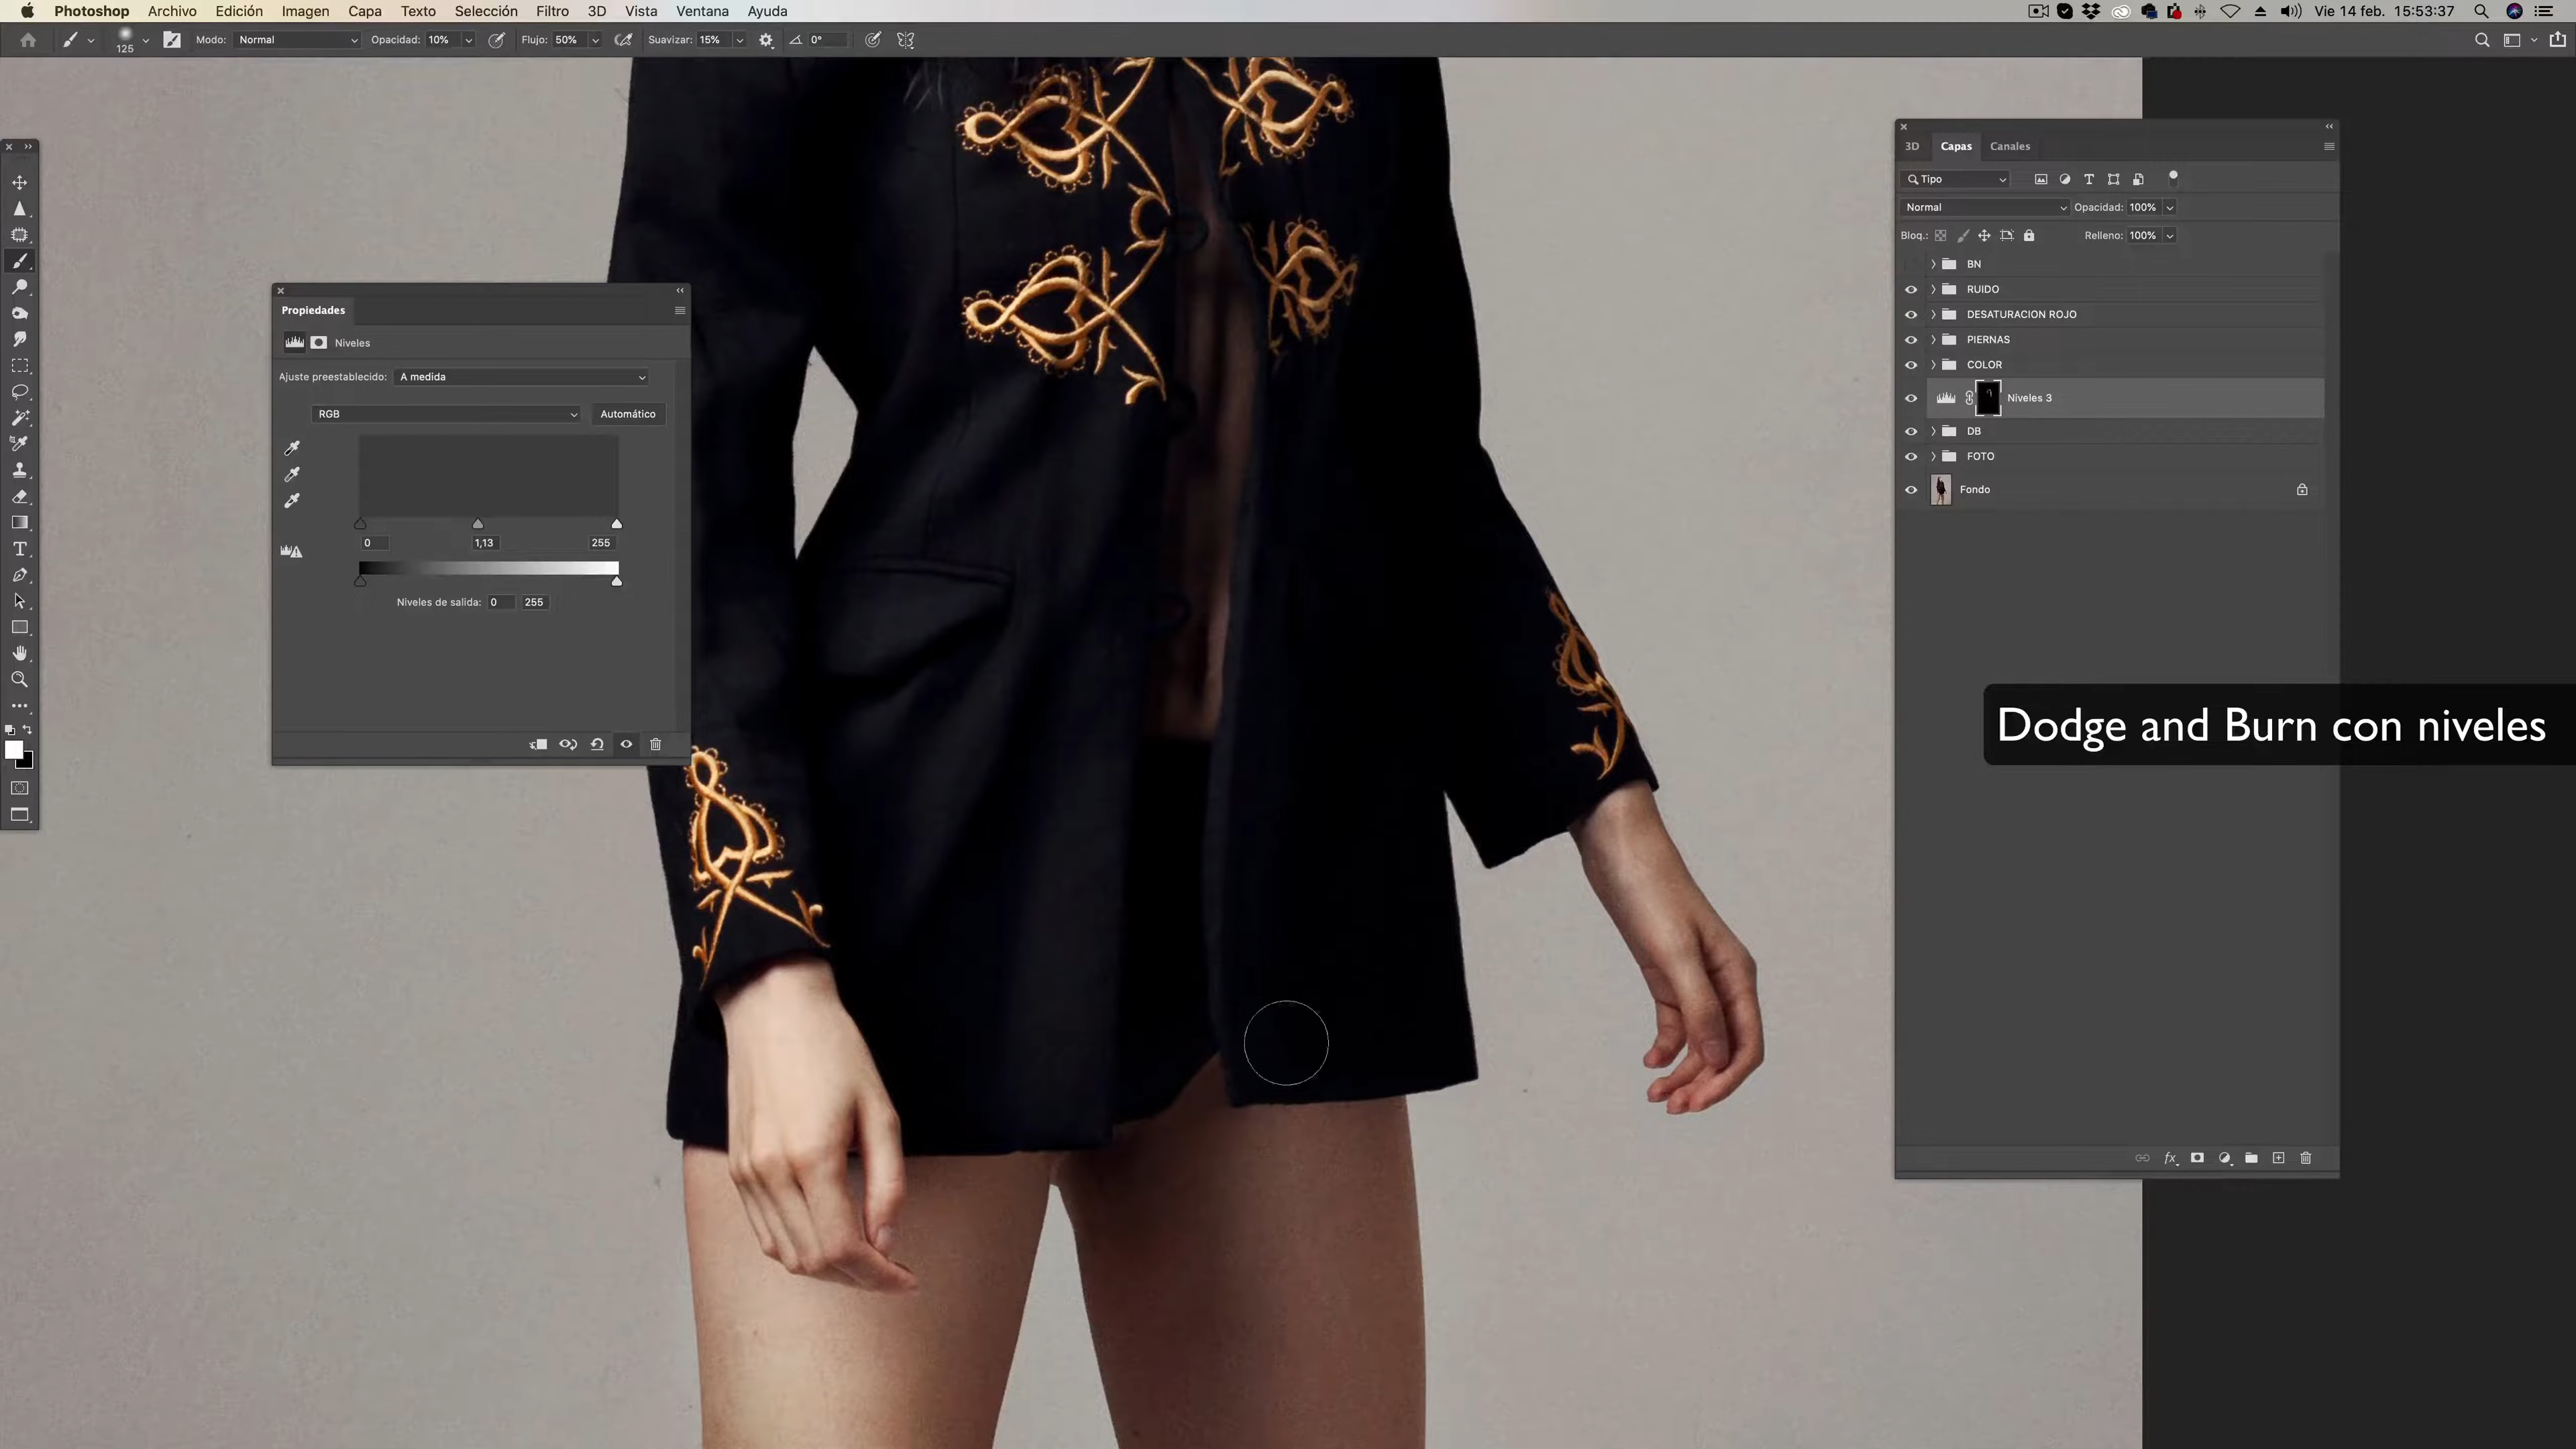 Photoshop Archivo Edición Imagen Capa Texto Selección Filtro 3D Vista Ventana Ayuda Vie 14 feb. 15:53:37
125 Modo: Normal Opacidad: 10% Flujo: 50% Suavizar: 15% 0°
3D Capas Canales
Tipo
Normal Opacidad: 100%
Bloq.: Relleno: 100%
BN
RUIDO
DESATURACION ROJO
PIERNAS
COLOR
Niveles 3
DB
FOTO
Fondo
Propiedades
Niveles
Ajuste preestablecido: A medida
RGB Automático
0 1,13 255
Niveles de salida: 0 255
Dodge and Burn con niveles